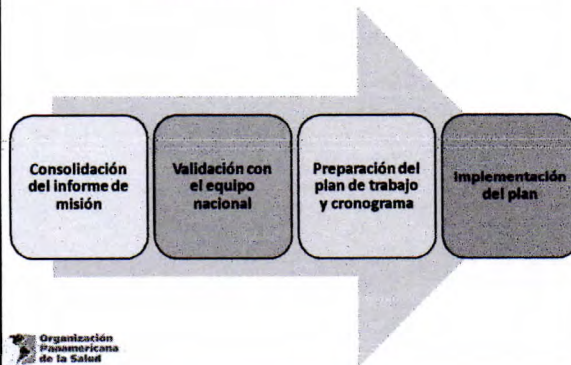 Consolidación
del informe de
misión
Validación con
el equipo
nacional
Preparación del
plan de trabajo
y cronograma
Implementación
del plan
Organización
Panamericana
de la Salud